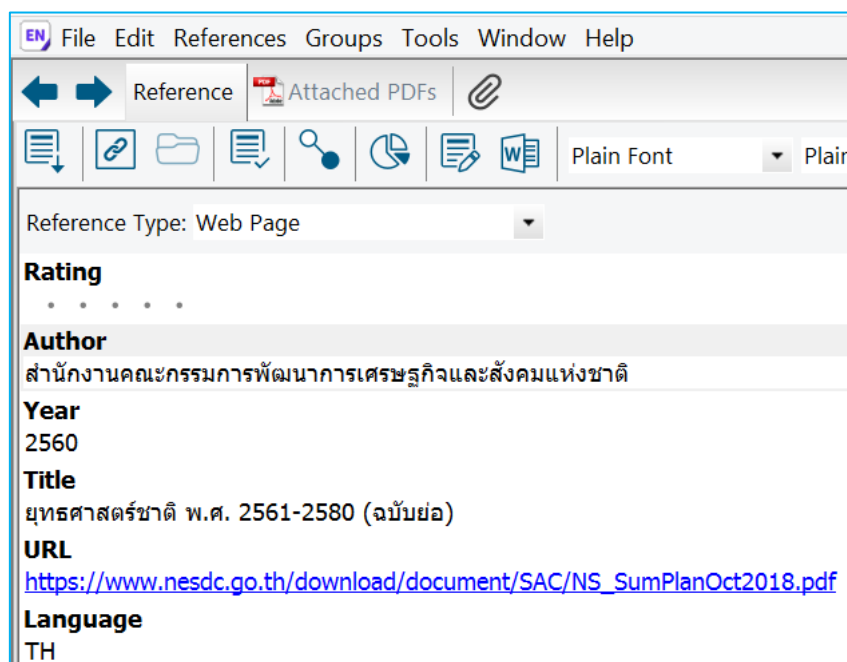 EN File Edit References Groups Tools Window Help
Reference Attached PDFs
Plain Font Plain
Reference Type: Web Page
Rating
Author
สำนักงานคณะกรรมการพัฒนาการเศรษฐกิจและสังคมแห่งชาติ
Year
2560
Title
ยุทธศาสตร์ชาติ พ.ศ. 2561-2580 (ฉบับย่อ)
URL
https://www.nesdc.go.th/download/document/SAC/NS_SumPlanOct2018.pdf
Language
TH